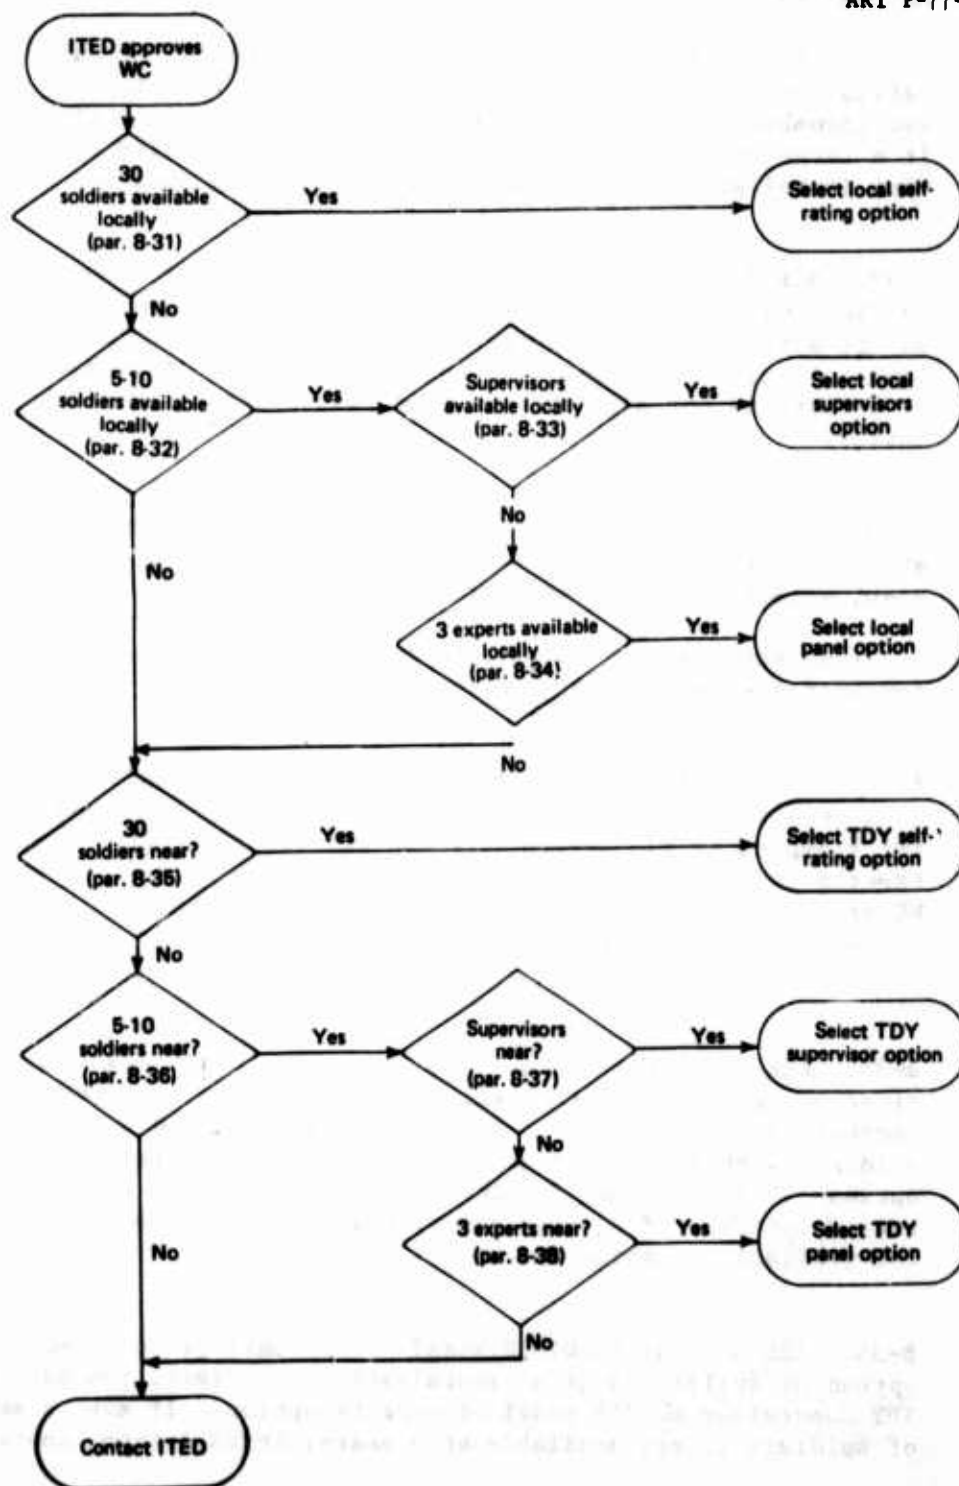 ITED approves
WC
30
soldiers available
locally
(par. 8-31)
Yes
Select local self-
rating option
No
5-10
soldiers available
locally
(par. 8-32)
Yes
Supervisors
available locally
(par. 8-33)
Yes
Select local
supervisors
option
No
No
3 experts available
locally
(par. 8-34)
Yes
Select local
panel option
No
30
soldiers near?
(par. 8-35)
Yes
Select TDY self-
rating option
No
5-10
soldiers near?
(par. 8-36)
Yes
Supervisors
near?
(par. 8-37)
Yes
Select TDY
supervisor option
No
No
3 experts near?
(par. 8-38)
Yes
Select TDY
panel option
No
Contact ITED